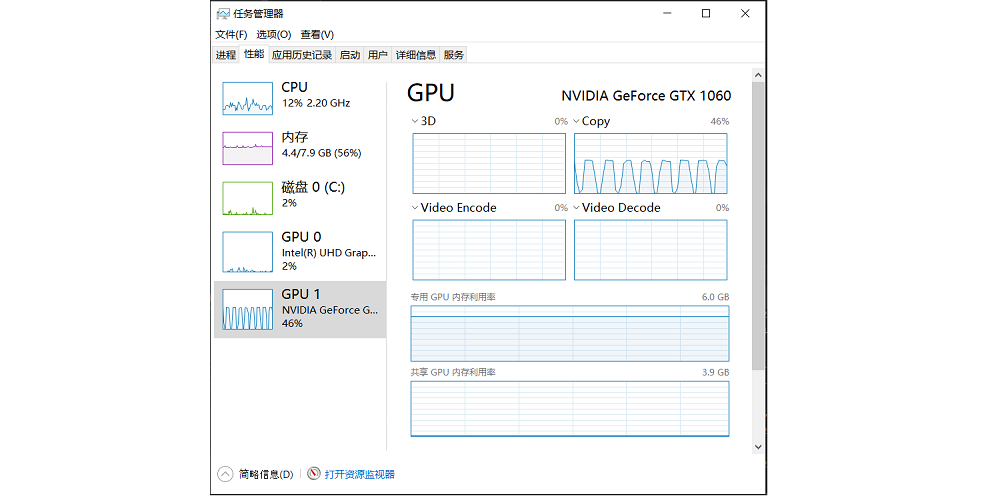 任务管理器
文件(F) 选项(O) 查看(V)
进程 性能 应用历史记录 启动 用户 详细信息 服务
CPU
12% 2.20 GHz
内存
4.4/7.9 GB (56%)
磁盘 0 (C:)
2%
GPU 0
Intel(R) UHD Grap...
2%
GPU 1
NVIDIA GeForce G...
46%
GPU
NVIDIA GeForce GTX 1060
3D 0%
Copy 46%
Video Encode 0%
Video Decode 0%
专用 GPU 内存利用率 6.0 GB
共享 GPU 内存利用率 3.9 GB
简略信息(D) 打开资源监视器